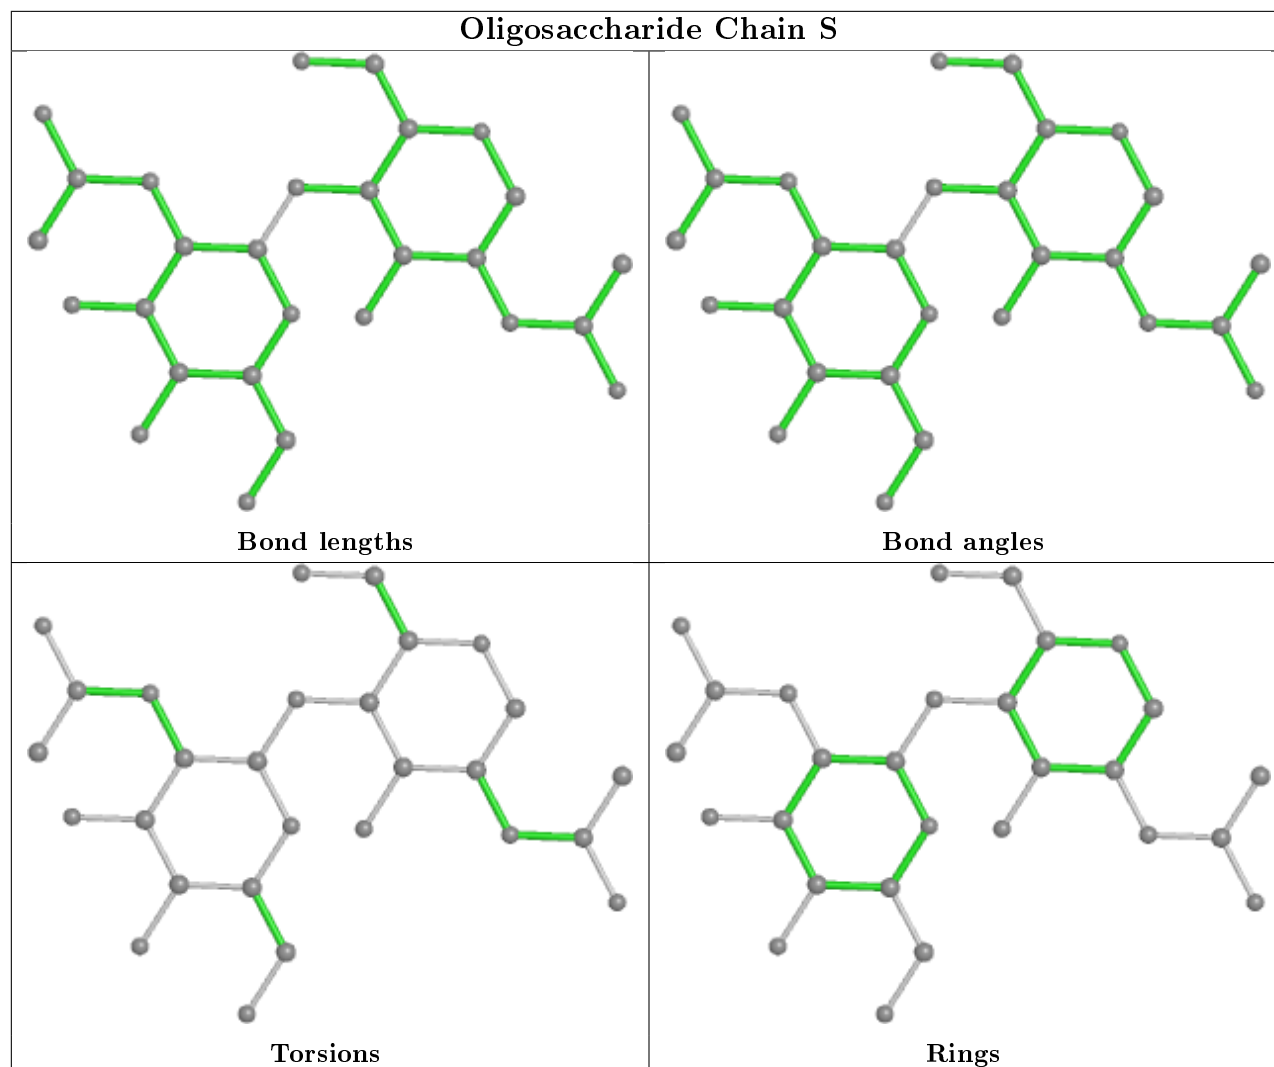 Oligosaccharide Chain S
Bond lengths
Bond angles
Torsions
Rings